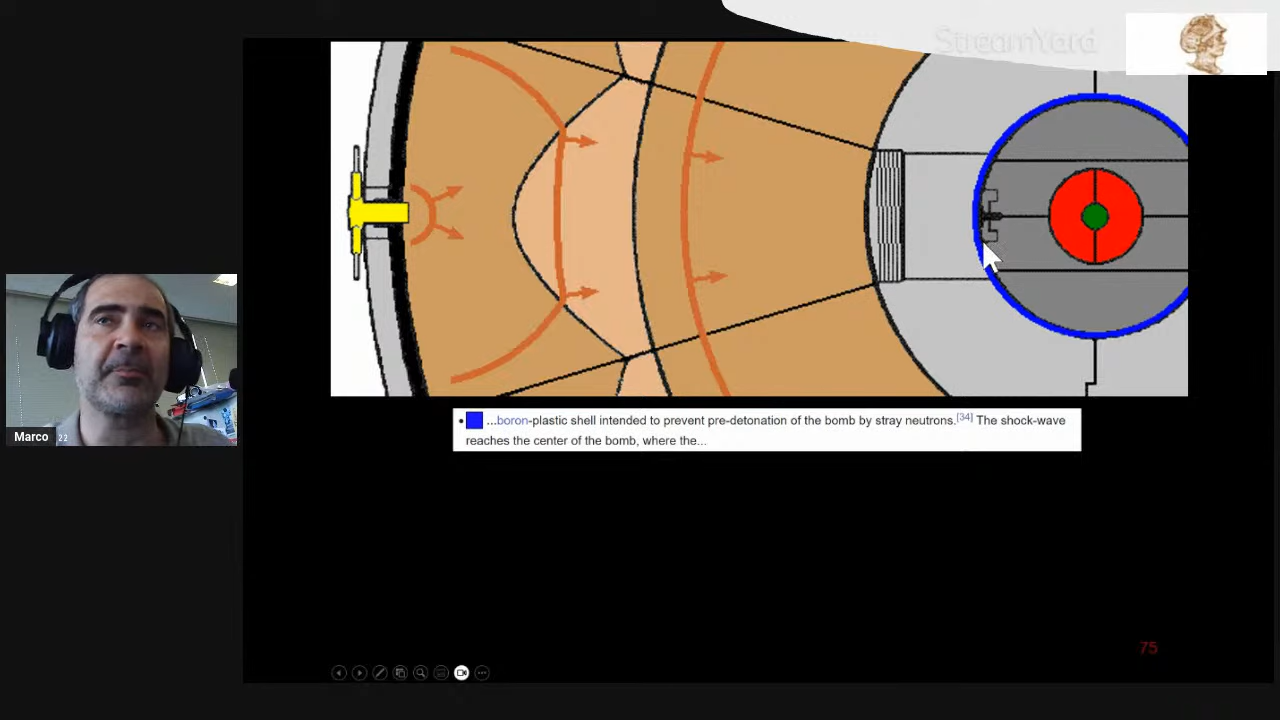 StreamYard
...boron-plastic shell intended to prevent pre-detonation of the bomb by stray neutrons.[34] The shock-wave
reaches the center of the bomb, where the...
Marco 22
75